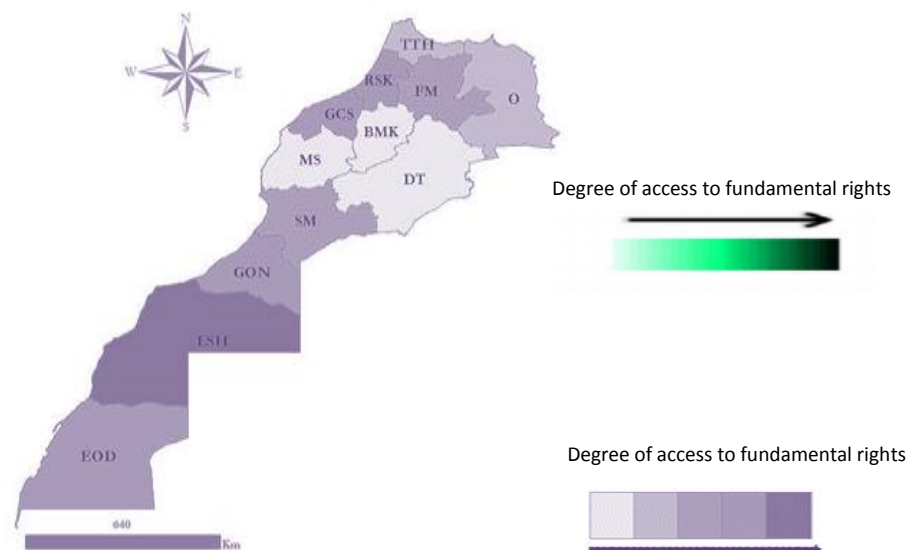 N
W E
S
TTH
RSK
FM
O
GCS
BMK
MS
DT
SM
GON
ESH
EOD
640
Km
Degree of access to fundamental rights
Degree of access to fundamental rights